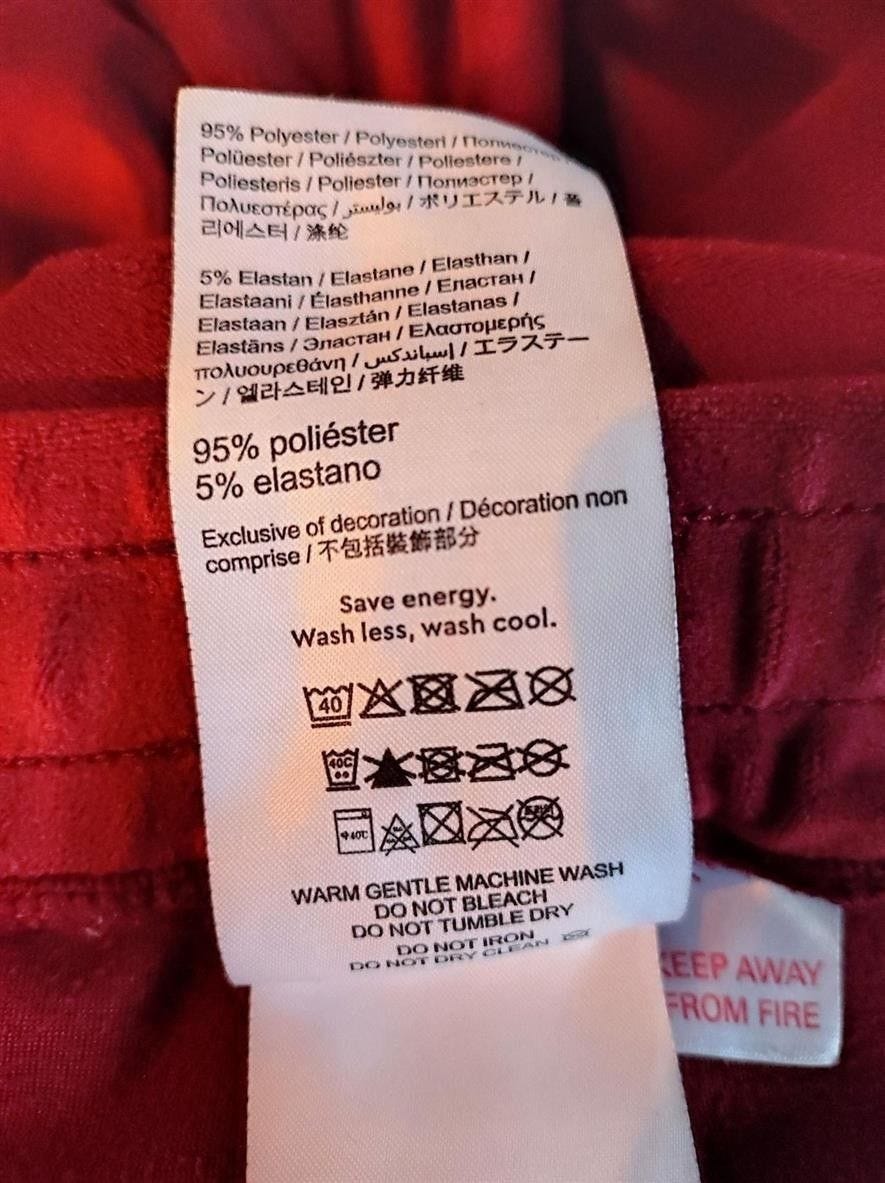 95% Polyester / Polyesteri /
Polüester / Poliészter / Poliestere /
Poliesteris / Poliester / Полиэстер /
Πολυεστέρας / بوليستر / ポリエステル / 폴
리에스터 / 涤纶
5% Elastan / Elastane / Elasthan /
Elastaani / Élasthanne / Еластан /
Elastaan / Elasztán / Elastanas /
Elastāns / Эластан / Ελαστομερής
πολυουρεθάνη / إسباندكس / エラステー
ン / 엘라스테인 / 弹力纤维
95% poliéster
5% elastano
Exclusive of decoration / Décoration non
comprise / 不包括裝飾部分
Save energy.
Wash less, wash cool.
40
40C
40℃
WARM GENTLE MACHINE WASH
DO NOT BLEACH
DO NOT TUMBLE DRY
DO NOT IRON
DO NOT DRY CLEAN
KEEP AWAY
FROM FIRE